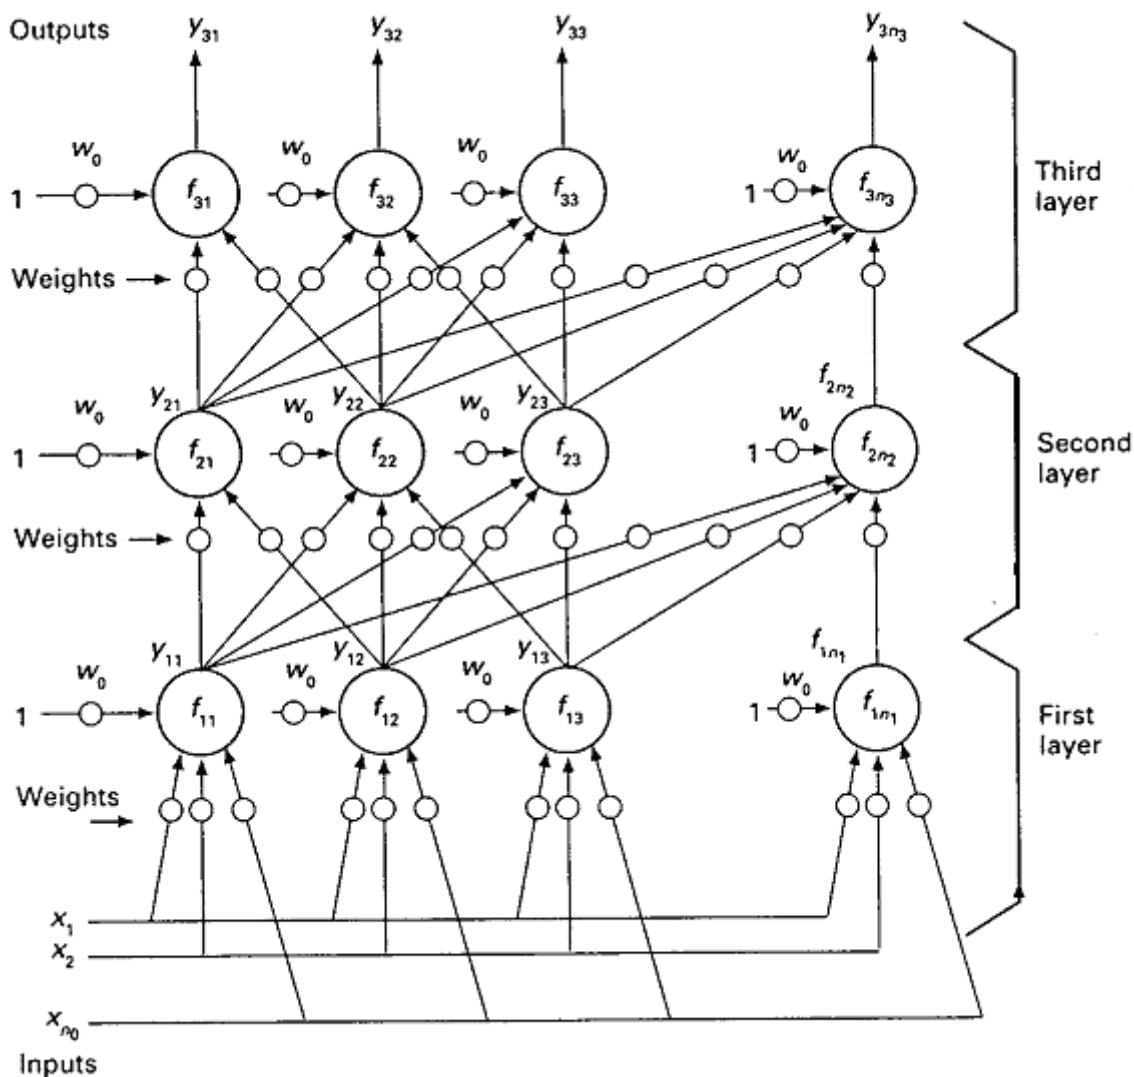 Outputs y₃₁ y₃₂ y₃₃ y₃ₙ₃
w₀ w₀ w₀ w₀
1 f₃₁ f₃₂ f₃₃ 1 f₃ₙ₃
Third
layer
Weights
y₂₁ y₂₂ y₂₃ f₂ₙ₂
w₀ w₀ w₀ w₀
1 f₂₁ f₂₂ f₂₃ 1 f₂ₙ₂
Second
layer
Weights
y₁₁ y₁₂ y₁₃ f₁ₙ₁
w₀ w₀ w₀ w₀
1 f₁₁ f₁₂ f₁₃ 1 f₁ₙ₁
First
layer
Weights
x₁
x₂
xₙ₀
Inputs